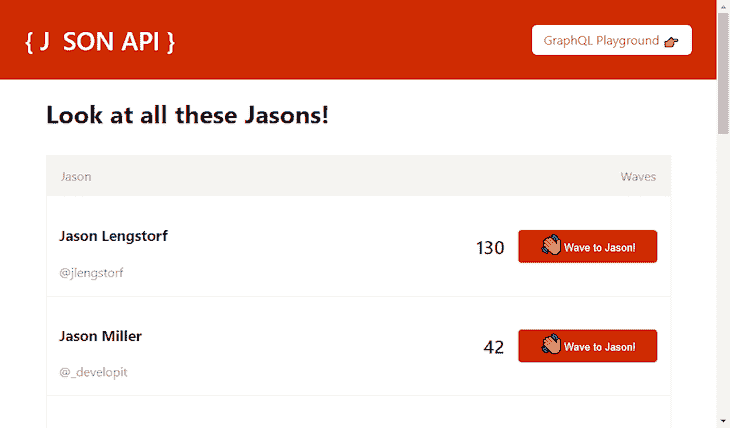 { J SON API }
GraphQL Playground
Look at all these Jasons!
Jason Waves
Jason Lengstorf
130 Wave to Jason!
@jlengstorf
Jason Miller
42 Wave to Jason!
@_developit